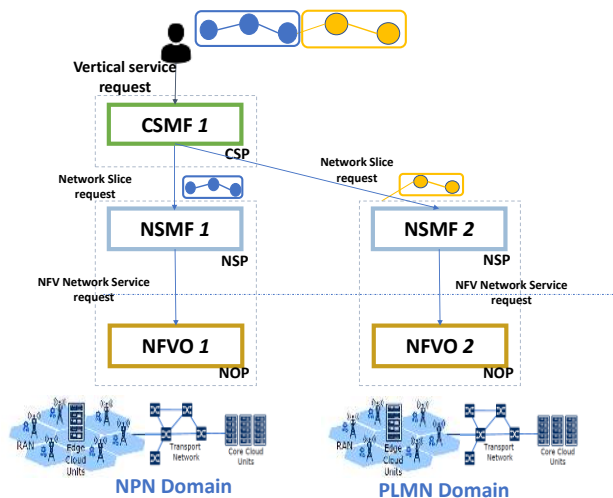 Vertical service
request
CSMF 1
CSP
Network Slice
request
Network Slice
request
NSMF 1
NSP
NSMF 2
NSP
NFV Network Service
request
NFV Network Service
request
NFVO 1
NOP
NFVO 2
NOP
RAN
Edge
Cloud
Units
Transport
Network
Core Cloud
Units
RAN
Edge
Cloud
Units
Transport
Network
Core Cloud
Units
NPN Domain
PLMN Domain